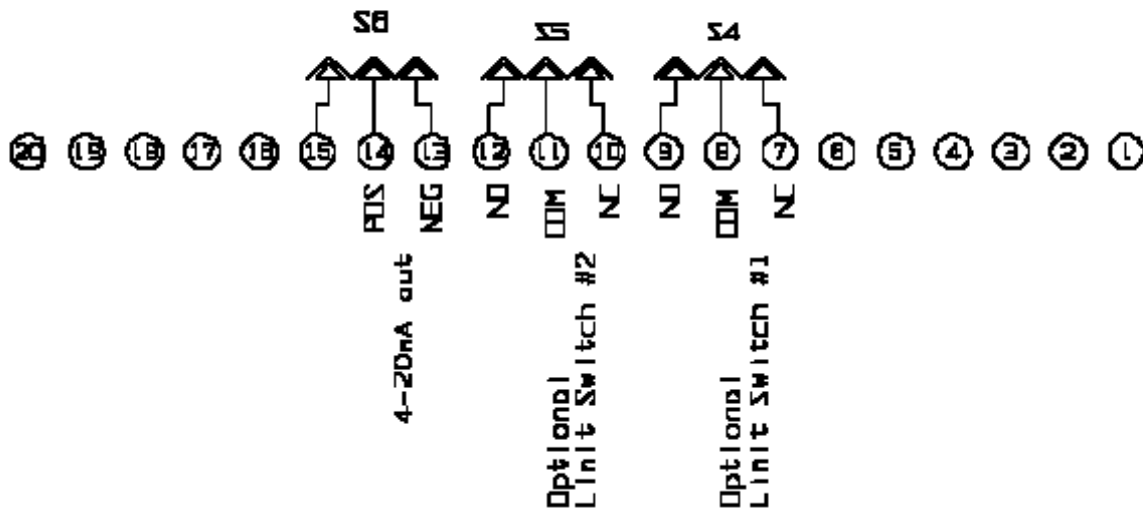 S6 S5 S4
20 19 18 17 16 15 14 13 12 11 10 9 8 7 6 5 4 3 2 1
POS NEG NO COM NC NO COM NC
4-20mA out
Optional
Limit Switch #2
Optional
Limit Switch #1